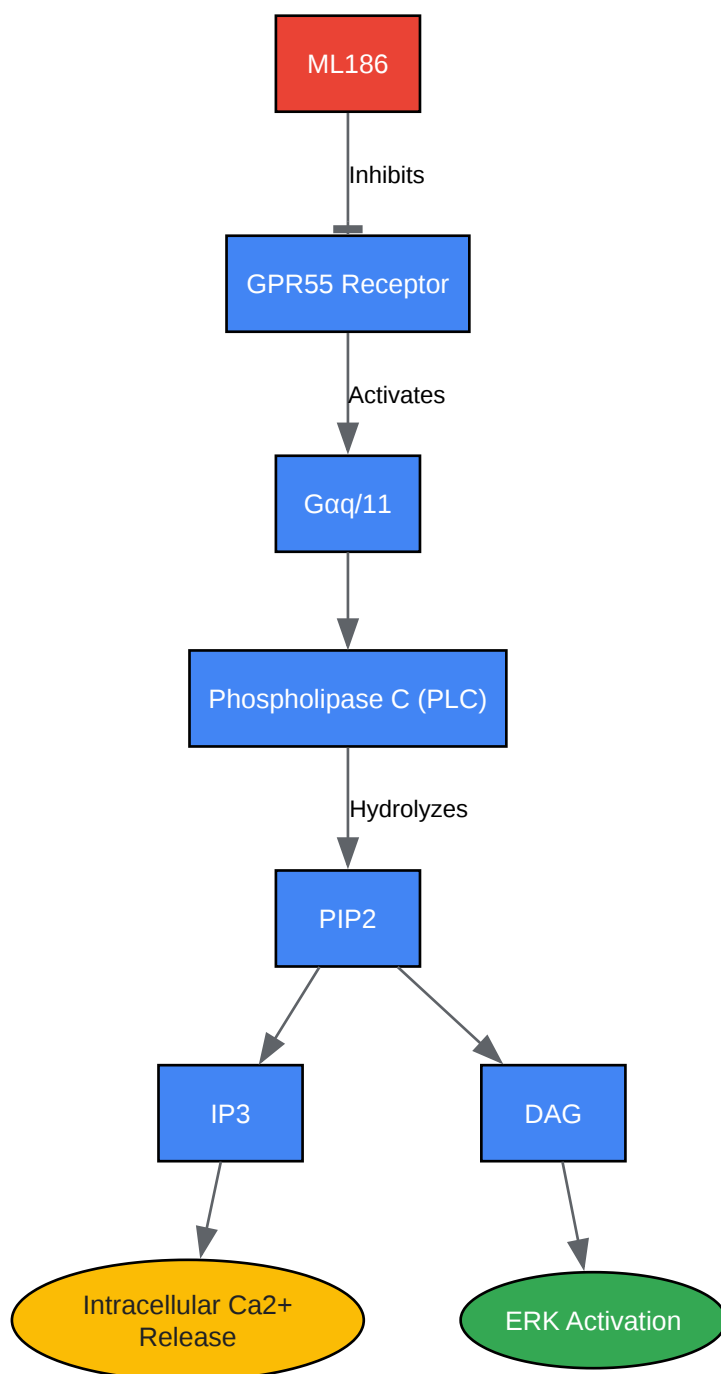 ML186
Inhibits
GPR55 Receptor
Activates
Gαq/11
Phospholipase C (PLC)
Hydrolyzes
PIP2
IP3
DAG
Intracellular Ca2+
Release
ERK Activation